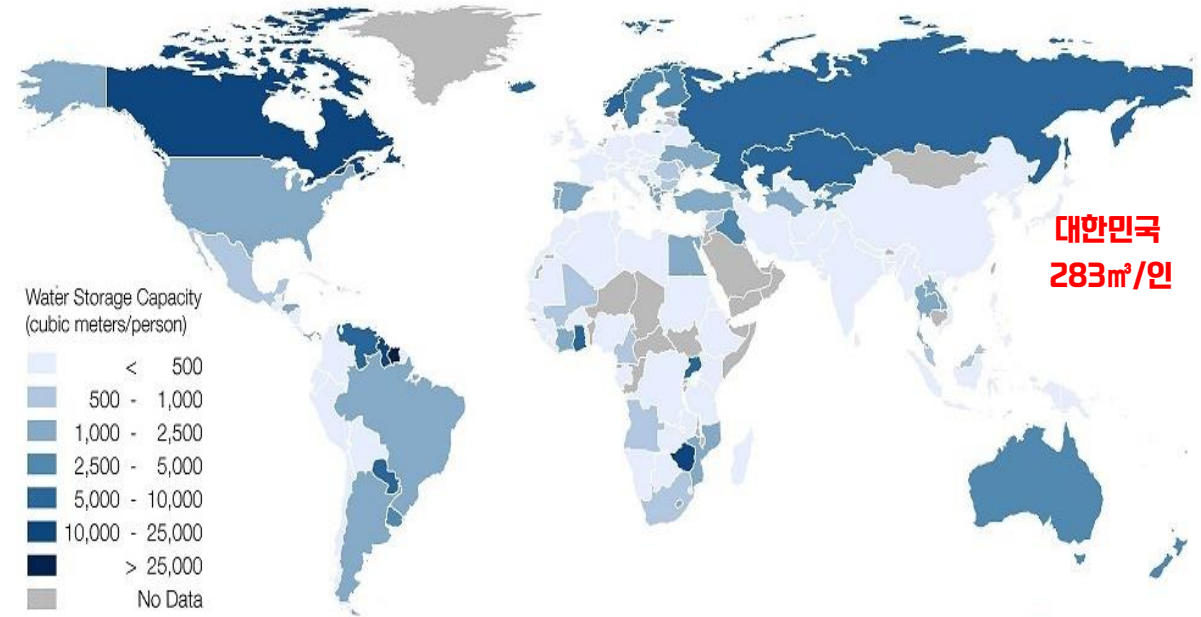 대한민국
283㎥/인
Water Storage Capacity
(cubic meters/person)
< 500
500 - 1,000
1,000 - 2,500
2,500 - 5,000
5,000 - 10,000
10,000 - 25,000
> 25,000
No Data